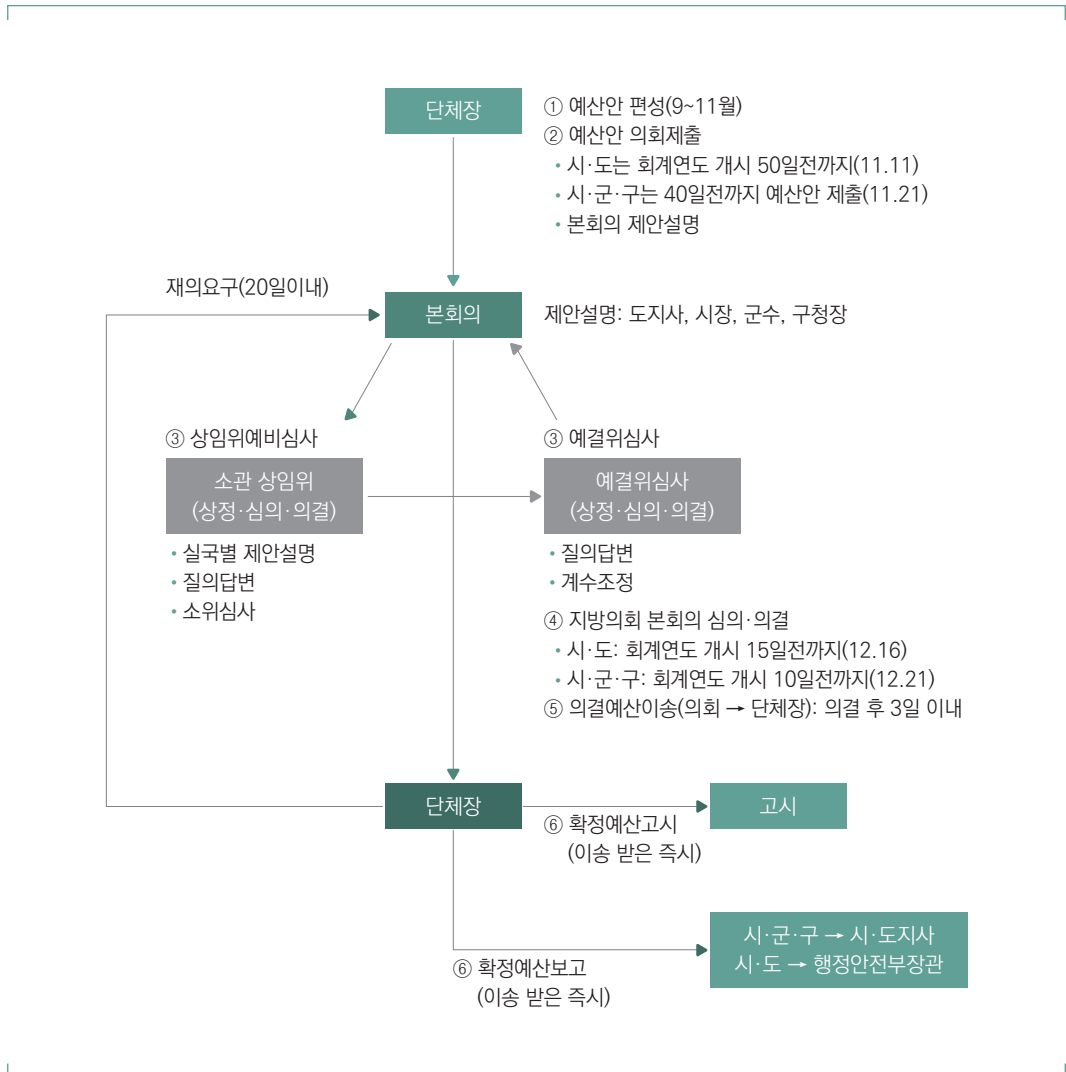 단체장
① 예산안 편성(9~11월)
② 예산안 의회제출
• 시·도는 회계연도 개시 50일전까지(11.11)
• 시·군·구는 40일전까지 예산안 제출(11.21)
• 본회의 제안설명
재의요구(20일이내)
본회의
제안설명: 도지사, 시장, 군수, 구청장
③ 상임위예비심사
소관 상임위
(상정·심의·의결)
• 실국별 제안설명
• 질의답변
• 소위심사
③ 예결위심사
예결위심사
(상정·심의·의결)
• 질의답변
• 계수조정
④ 지방의회 본회의 심의·의결
• 시·도: 회계연도 개시 15일전까지(12.16)
• 시·군·구: 회계연도 개시 10일전까지(12.21)
⑤ 의결예산이송(의회 → 단체장): 의결 후 3일 이내
단체장
⑥ 확정예산고시
(이송 받은 즉시)
고시
⑥ 확정예산보고
(이송 받은 즉시)
시·군·구 → 시·도지사
시·도 → 행정안전부장관